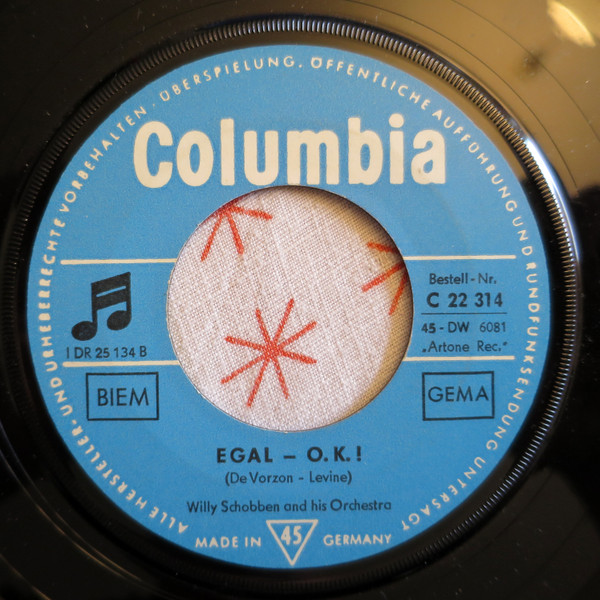 ALLE HERSTELLER- UND URHEBERRECHTE VORBEHALTEN · ÜBERSPIELUNG, ÖFFENTLICHE AUFFÜHRUNG UND RUNDFUNKSENDUNG UNTERSAGT
Columbia
Bestell-Nr.
C 22 314
45-DW 6081
„Artone Rec."
1 DR 25 134 B
BIEM
GEMA
EGAL – O.K.!
(De Vorzon - Levine)
Willy Schobben and his Orchestra
MADE IN 45 GERMANY